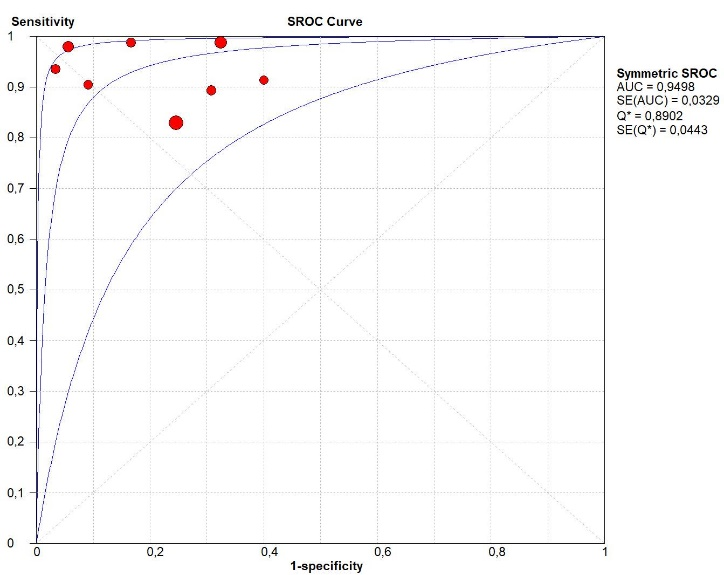 Sensitivity
SROC Curve
1
0,9
0,8
0,7
0,6
0,5
0,4
0,3
0,2
0,1
0
0
0,2
0,4
0,6
0,8
1
1-specificity
Symmetric SROC
AUC = 0,9498
SE(AUC) = 0,0329
Q* = 0,8902
SE(Q*) = 0,0443